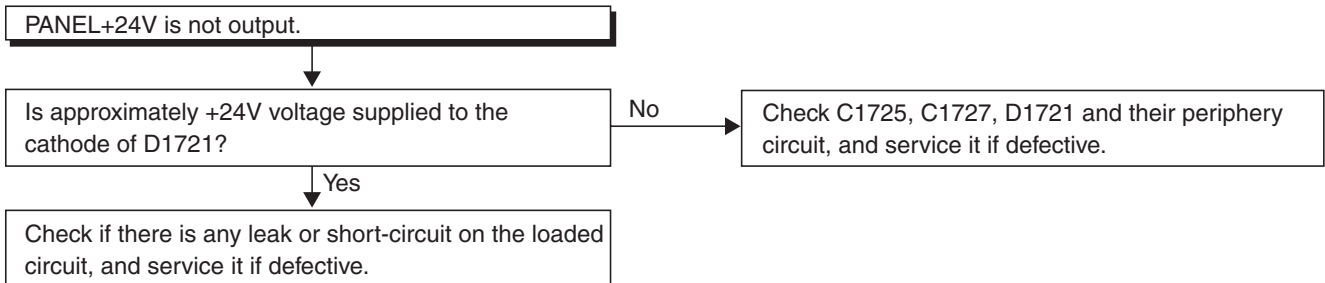 PANEL+24V is not output.
Is approximately +24V voltage supplied to the
cathode of D1721?
No
Check C1725, C1727, D1721 and their periphery
circuit, and service it if defective.
Yes
Check if there is any leak or short-circuit on the loaded
circuit, and service it if defective.